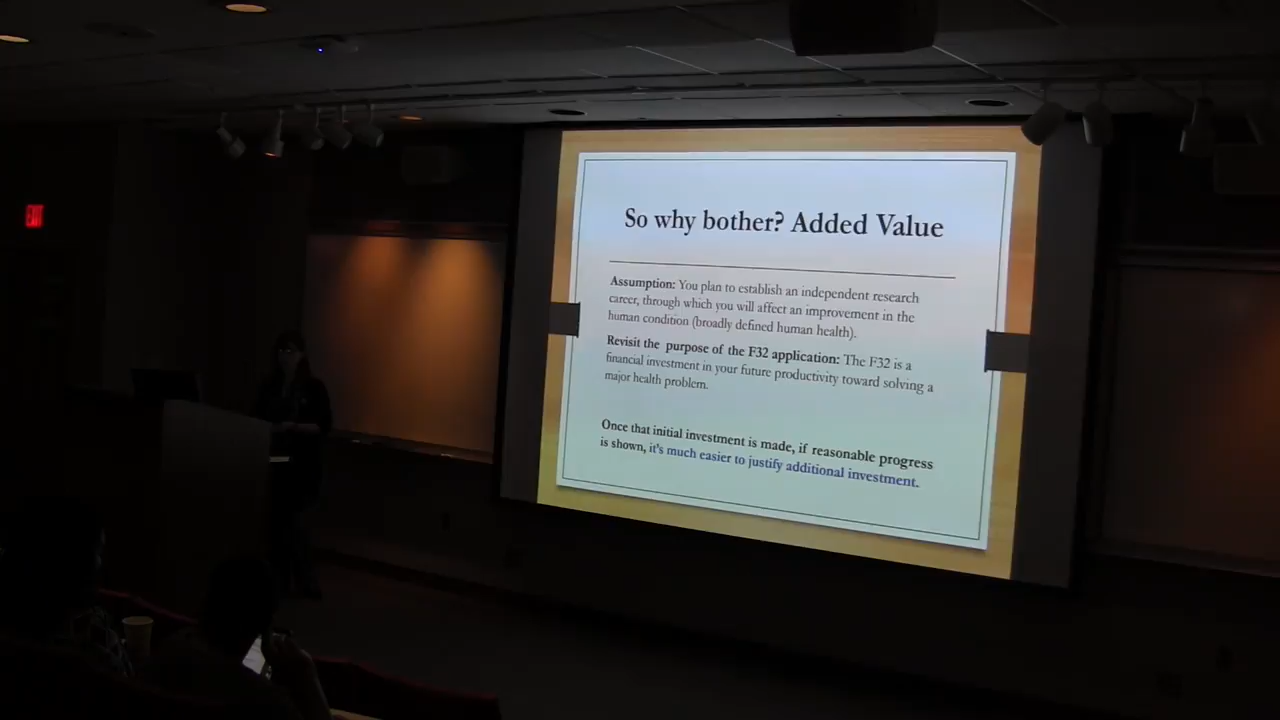 EXIT
So why bother? Added Value
Assumption: You plan to establish an independent research
career, through which you will affect an improvement in the
human condition (broadly defined human health).
Revisit the purpose of the F32 application: The F32 is a
financial investment in your future productivity toward solving a
major health problem.
Once that initial investment is made, if reasonable progress
is shown, it's much easier to justify additional investment.